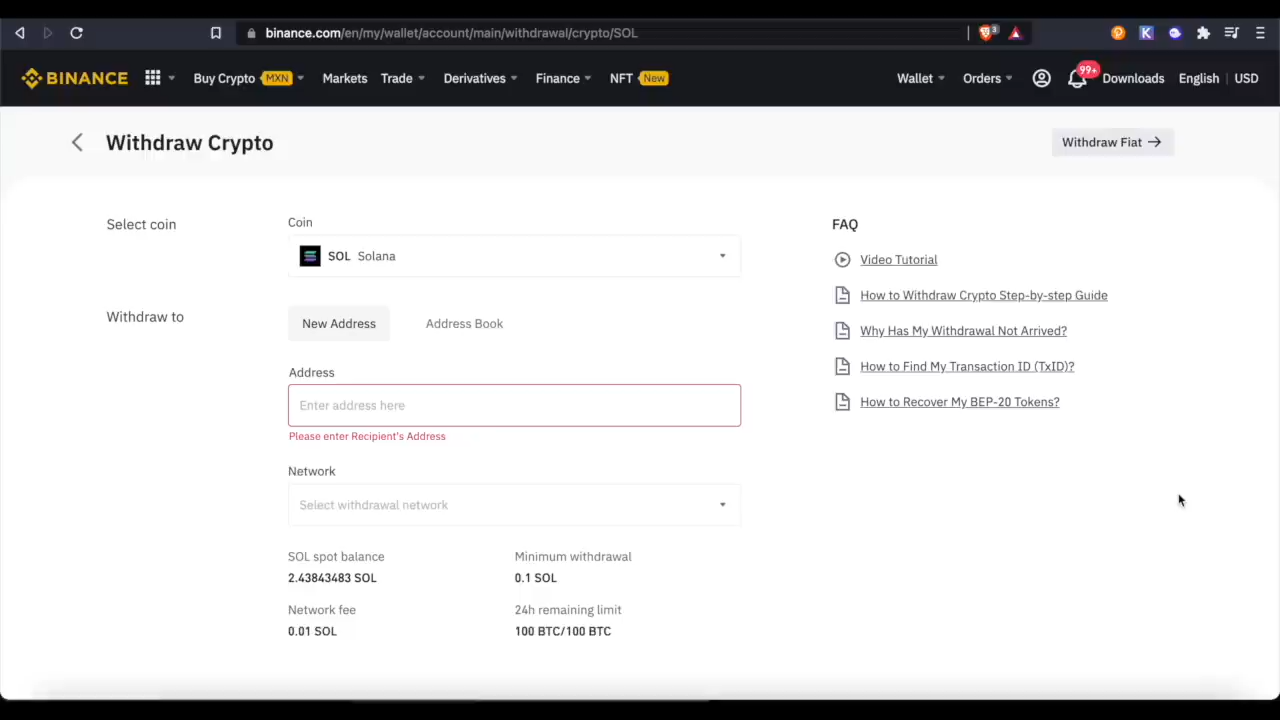 binance.com/en/my/wallet/account/main/withdrawal/crypto/SOL
3
K
BINANCE
Buy Crypto MXN
Markets
Trade
Derivatives
Finance
NFT New
Wallet
Orders
99+
Downloads
English
USD
Withdraw Crypto
Withdraw Fiat
Select coin
Coin
SOL Solana
Withdraw to
New Address
Address Book
Address
Enter address here
Please enter Recipient's Address
Network
Select withdrawal network
SOL spot balance
2.43843483 SOL
Minimum withdrawal
0.1 SOL
Network fee
0.01 SOL
24h remaining limit
100 BTC/100 BTC
FAQ
Video Tutorial
How to Withdraw Crypto Step-by-step Guide
Why Has My Withdrawal Not Arrived?
How to Find My Transaction ID (TxID)?
How to Recover My BEP-20 Tokens?